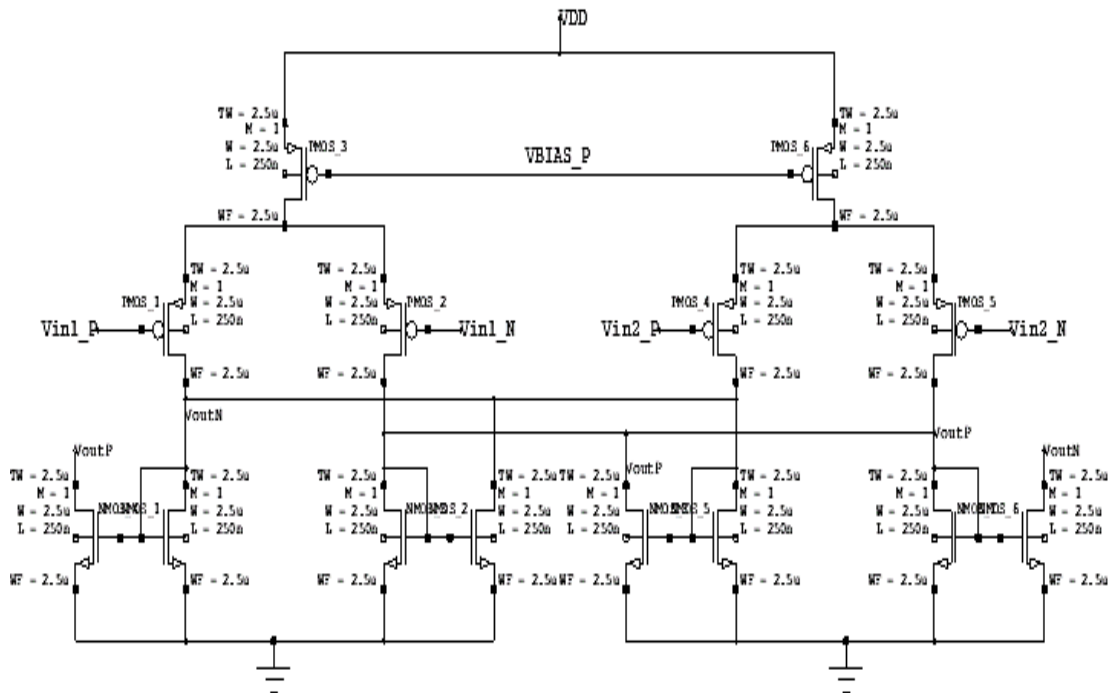 VDD
TW = 2.5u
M = 1
W = 2.5u
L = 250n
PMOS_3
WF = 2.5u
VBIAS_P
TW = 2.5u
M = 1
W = 2.5u
L = 250n
PMOS_6
WF = 2.5u
TW = 2.5u
M = 1
W = 2.5u
L = 250n
PMOS_1
Vin1_P
WF = 2.5u
TW = 2.5u
M = 1
W = 2.5u
L = 250n
PMOS_2
Vin1_N
WF = 2.5u
TW = 2.5u
M = 1
W = 2.5u
L = 250n
PMOS_4
Vin2_P
WF = 2.5u
TW = 2.5u
M = 1
W = 2.5u
L = 250n
PMOS_5
Vin2_N
WF = 2.5u
VoutN
VoutP
VoutP
VoutP
VoutN
TW = 2.5u
M = 1
W = 2.5u
L = 250n
WF = 2.5u
TW = 2.5u
M = 1
W = 2.5u
L = 250n
WF = 2.5u
TW = 2.5u
M = 1
W = 2.5u
L = 250n
WF = 2.5u
TW = 2.5u
M = 1
W = 2.5u
L = 250n
WF = 2.5u
TW = 2.5u
M = 1
W = 2.5u
L = 250n
WF = 2.5u
TW = 2.5u
M = 1
W = 2.5u
L = 250n
WF = 2.5u
TW = 2.5u
M = 1
W = 2.5u
L = 250n
WF = 2.5u
TW = 2.5u
M = 1
W = 2.5u
L = 250n
WF = 2.5u